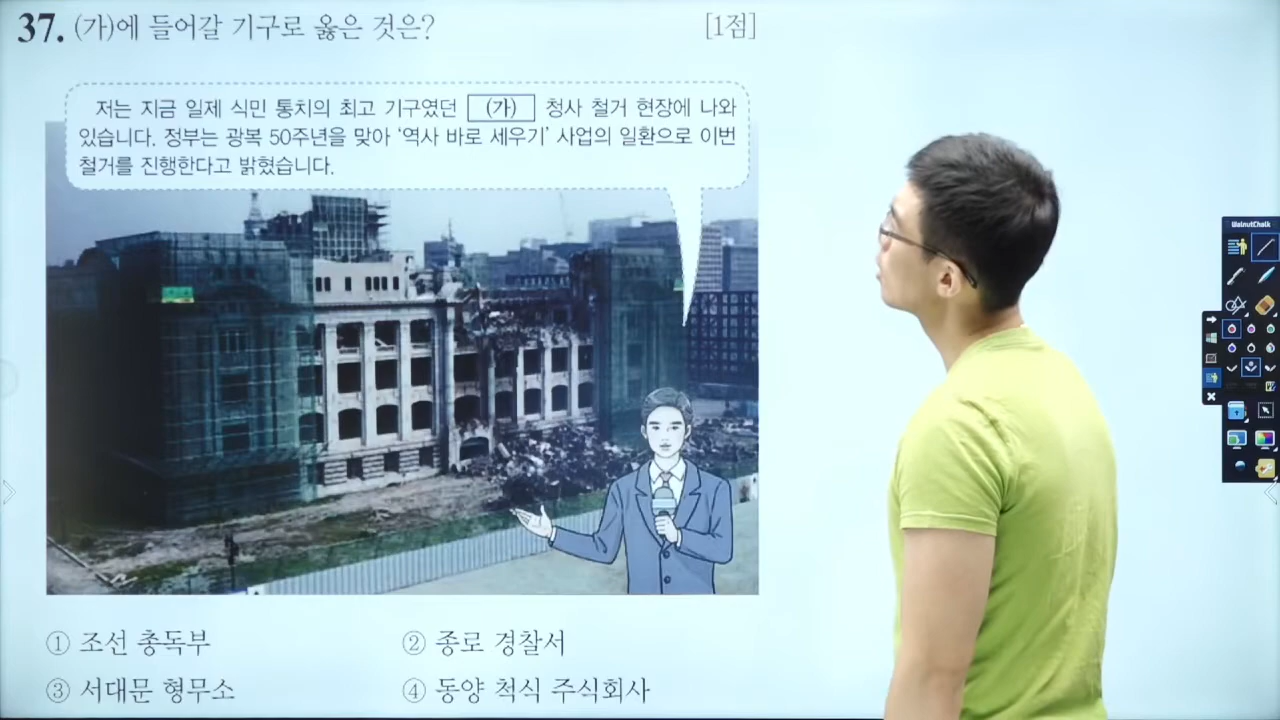 37. (가)에 들어갈 기구로 옳은 것은? [1점]
저는 지금 일제 식민 통치의 최고 기구였던 (가) 청사 철거 현장에 나와
있습니다. 정부는 광복 50주년을 맞아 ‘역사 바로 세우기’ 사업의 일환으로 이번
철거를 진행한다고 밝혔습니다.
WalnutChalk
① 조선 총독부 ② 종로 경찰서
③ 서대문 형무소 ④ 동양 척식 주식회사